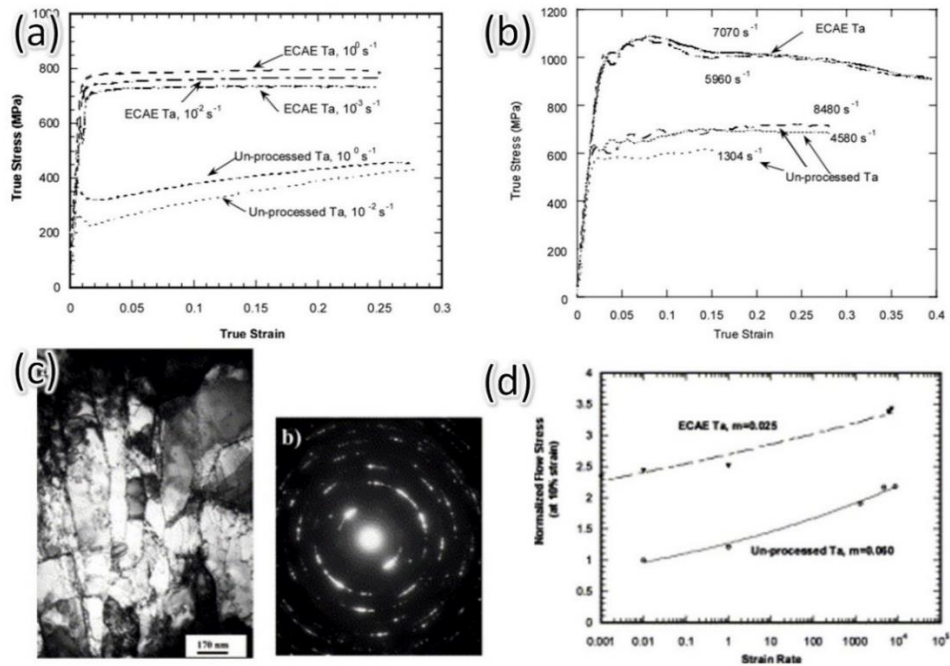 (a)
1000
800
600
400
200
0
True Stress (MPa)
ECAE Ta, 10⁰ s⁻¹
ECAE Ta, 10⁻² s⁻¹
ECAE Ta, 10⁻³ s⁻¹
Un-processed Ta, 10⁰ s⁻¹
Un-processed Ta, 10⁻² s⁻¹
0 0.05 0.1 0.15 0.2 0.25 0.3
True Strain
(b)
1200
1000
800
600
400
200
0
True Stress (MPa)
7070 s⁻¹
ECAE Ta
5960 s⁻¹
8480 s⁻¹
4580 s⁻¹
1304 s⁻¹
Un-processed Ta
0 0.05 0.1 0.15 0.2 0.25 0.3 0.35 0.4
True Strain
(c)
170 nm
b)
(d)
4
3.5
3
2.5
2
1.5
1
0.5
0
Normalized Flow Stress
(at 10% strain)
ECAE Ta, m=0.025
Un-processed Ta, m=0.060
0.001 0.01 0.1 1 10 100 1000 10⁴ 10⁵
Strain Rate